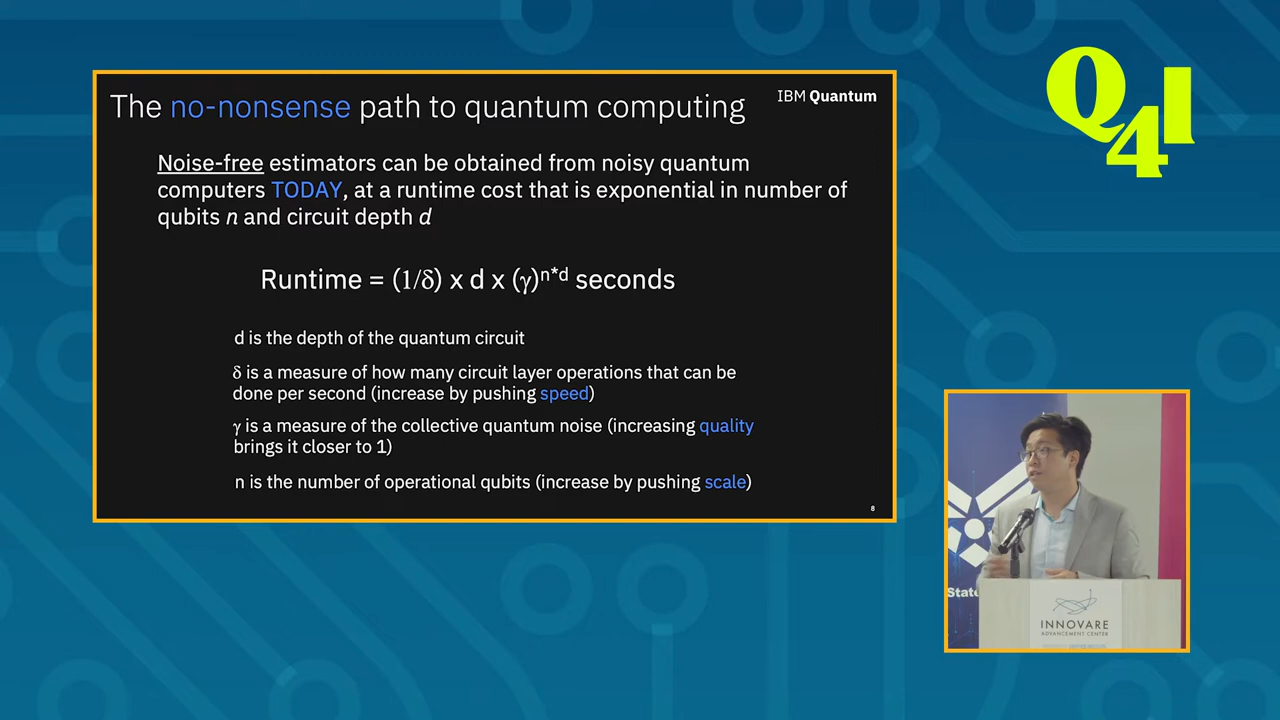 The no-nonsense path to quantum computing
IBM Quantum
Noise-free estimators can be obtained from noisy quantum
computers TODAY, at a runtime cost that is exponential in number of
qubits n and circuit depth d
Runtime = (1/δ) x d x (γ)^n*d seconds
d is the depth of the quantum circuit
δ is a measure of how many circuit layer operations that can be
done per second (increase by pushing speed)
γ is a measure of the collective quantum noise (increasing quality
brings it closer to 1)
n is the number of operational qubits (increase by pushing scale)
8
Q4I
State
INNOVARE
ADVANCEMENT CENTER